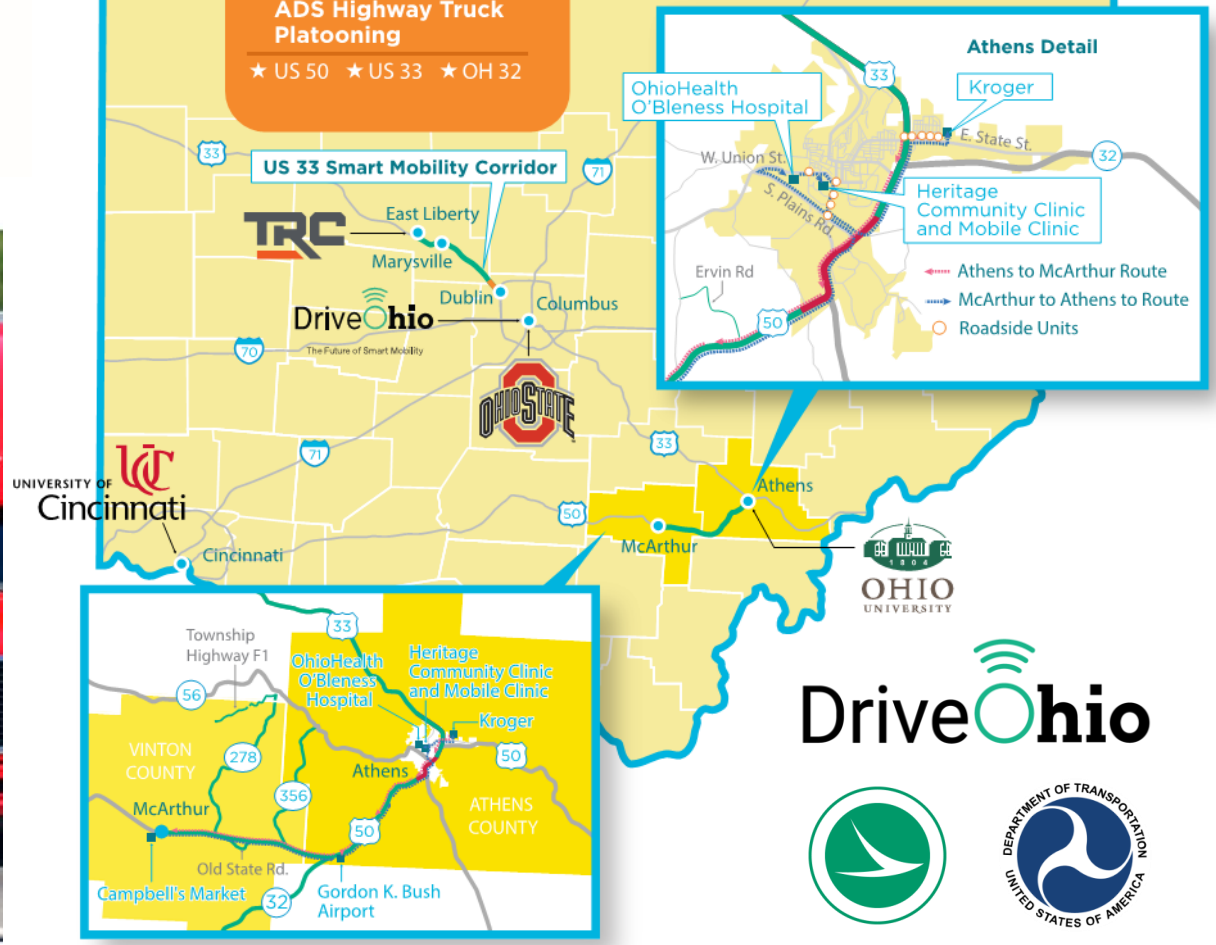 ADS Highway Truck
Platooning
★ US 50 ★ US 33 ★ OH 32
33
US 33 Smart Mobility Corridor
71
TRC
East Liberty
Marysville
Dublin
Columbus
DriveOhio
The Future of Smart Mobility
70
OHIO STATE
71
33
50
UNIVERSITY OF
Cincinnati
UC
Cincinnati
Athens
McArthur
1804
OHIO
UNIVERSITY
Athens Detail
33
OhioHealth
O'Bleness Hospital
Kroger
E. State St.
32
W. Union St.
S. Plains Rd.
Heritage
Community Clinic
and Mobile Clinic
Ervin Rd
50
Athens to McArthur Route
McArthur to Athens to Route
Roadside Units
Township
Highway F1
33
56
OhioHealth
O'Bleness
Hospital
Heritage
Community Clinic
and Mobile Clinic
Kroger
50
VINTON
COUNTY
278
356
Athens
ATHENS
COUNTY
McArthur
50
Old State Rd.
Campbell's Market
32
Gordon K. Bush
Airport
DriveOhio
DEPARTMENT OF TRANSPORTATION
UNITED STATES OF AMERICA